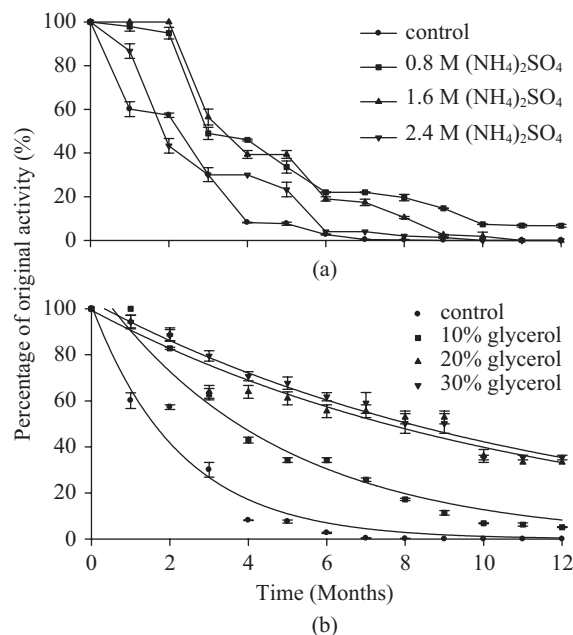 (a)
100
80
60
40
20
0
control
0.8 M (NH₄)₂SO₄
1.6 M (NH₄)₂SO₄
2.4 M (NH₄)₂SO₄
(a)
Percentage of original activity (%)
(b)
100
80
60
40
20
0
control
10% glycerol
20% glycerol
30% glycerol
0
2
4
6
8
10
12
Time (Months)
(b)